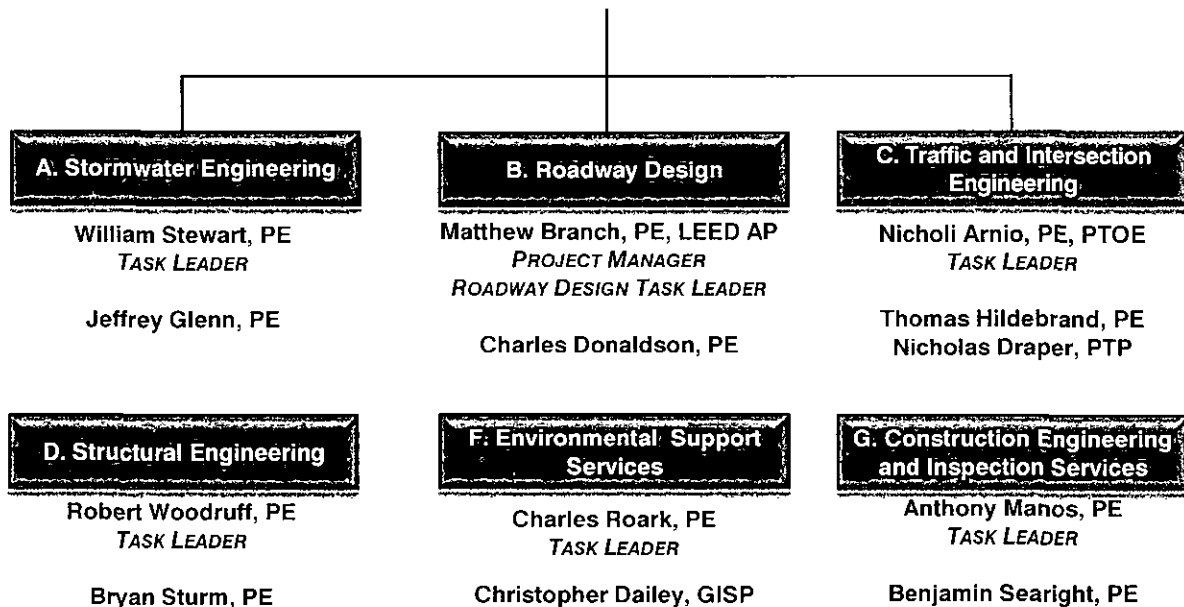 A. Stormwater Engineering
William Stewart, PE
TASK LEADER
Jeffrey Glenn, PE
B. Roadway Design
Matthew Branch, PE, LEED AP
PROJECT MANAGER
ROADWAY DESIGN TASK LEADER
Charles Donaldson, PE
C. Traffic and Intersection
Engineering
Nicholi Arnio, PE, PTOE
TASK LEADER
Thomas Hildebrand, PE
Nicholas Draper, PTP
D. Structural Engineering
Robert Woodruff, PE
TASK LEADER
Bryan Sturm, PE
F. Environmental Support
Services
Charles Roark, PE
TASK LEADER
Christopher Dailey, GISP
G. Construction Engineering
and Inspection Services
Anthony Manos, PE
TASK LEADER
Benjamin Searight, PE